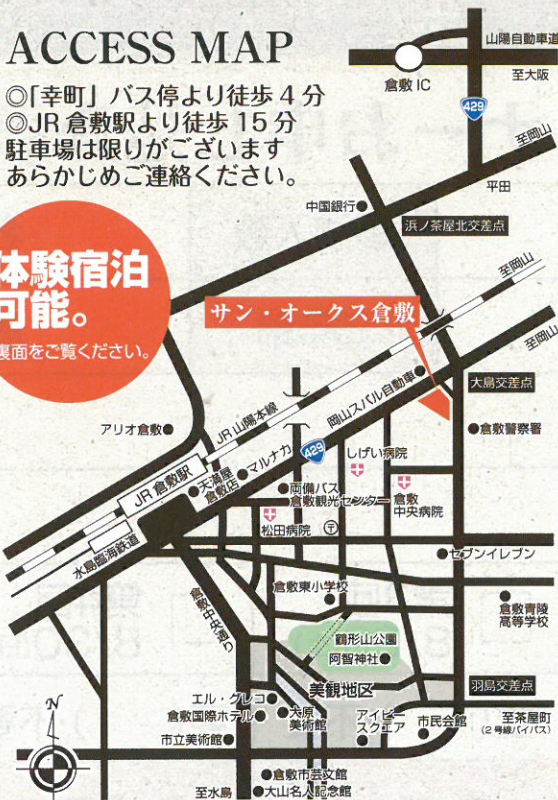 ACCESS MAP
◎「幸町」バス停より徒歩4分
◎JR倉敷駅より徒歩15分
駐車場は限りがございます
あらかじめご連絡ください。
体験宿泊
可能。
裏面をご覧ください。
山陽自動車道
至大阪
倉敷IC
429
至岡山
平田
中国銀行
浜ノ茶屋北交差点
至岡山
サン・オークス倉敷
至岡山
大島交差点
岡山スバル自動車
JR山陽本線
アリオ倉敷
倉敷警察署
429
しげい病院
マルナカ
天満屋
倉敷店
JR倉敷駅
両備バス
倉敷観光センター
倉敷
中央病院
松田病院
〒
水島臨海鉄道
セブンイレブン
倉敷東小学校
倉敷中央通り
倉敷青陵
高等学校
鶴形山公園
阿智神社
美観地区
羽島交差点
エル・グレコ
倉敷国際ホテル
大原
美術館
アイビー
スクエア
市民会館
至茶屋町
(2号線バイパス)
市立美術館
N
倉敷市芸文館
至水島
大山名人記念館